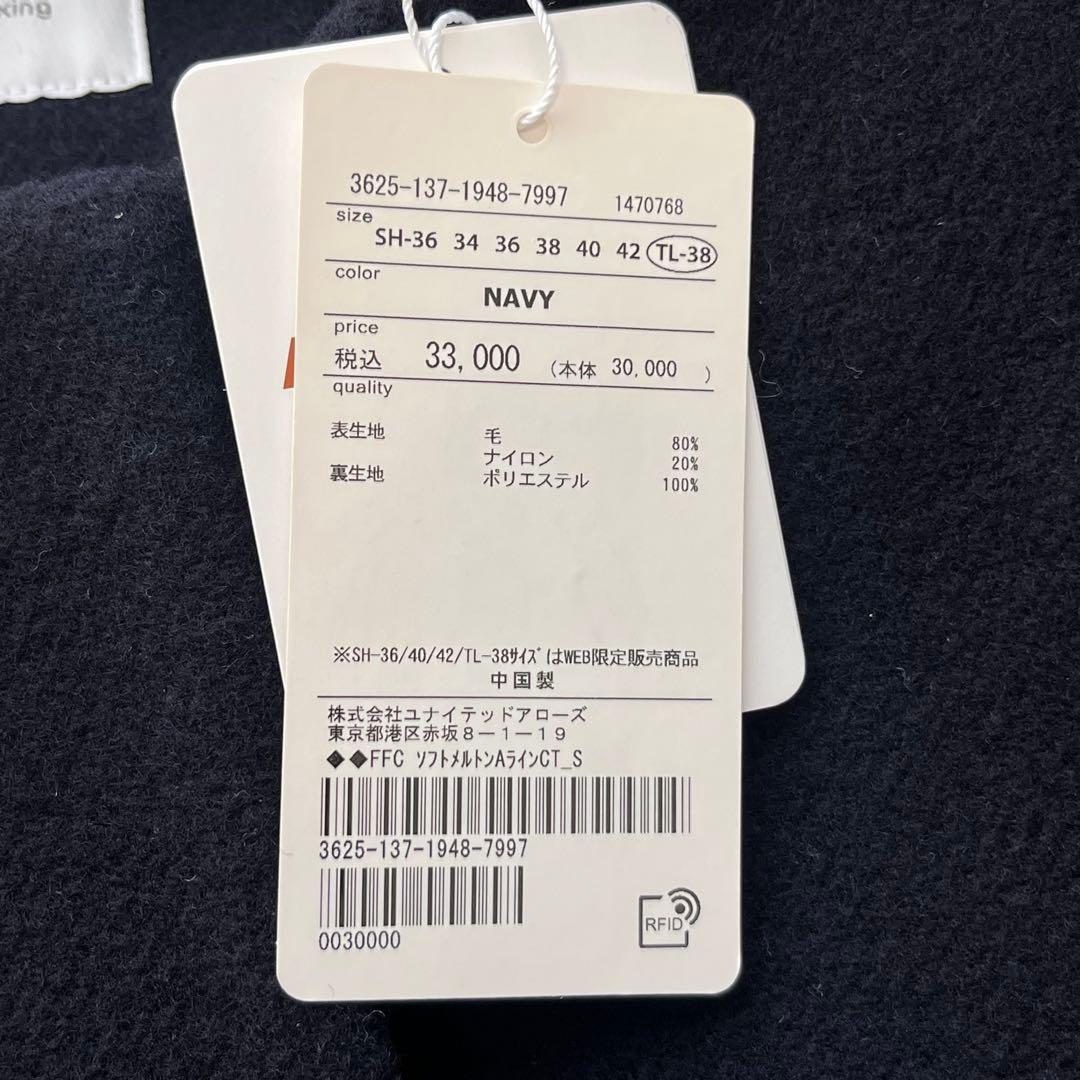 3625-137-1948-7997 1470768
size
SH-36 34 36 38 40 42 TL-38
color
NAVY
price
税込 33,000 (本体 30,000 )
quality
表生地 毛 80%
ナイロン 20%
裏生地 ポリエステル 100%
※SH-36/40/42/TL-38ｻｲｽﾞはWEB限定販売商品
中国製
株式会社ユナイテッドアローズ
東京都港区赤坂8-1-19
◆◆FFC ｿﾌﾄﾒﾙﾄﾝAﾗｲﾝCT_S
3625-137-1948-7997
0030000
RFID